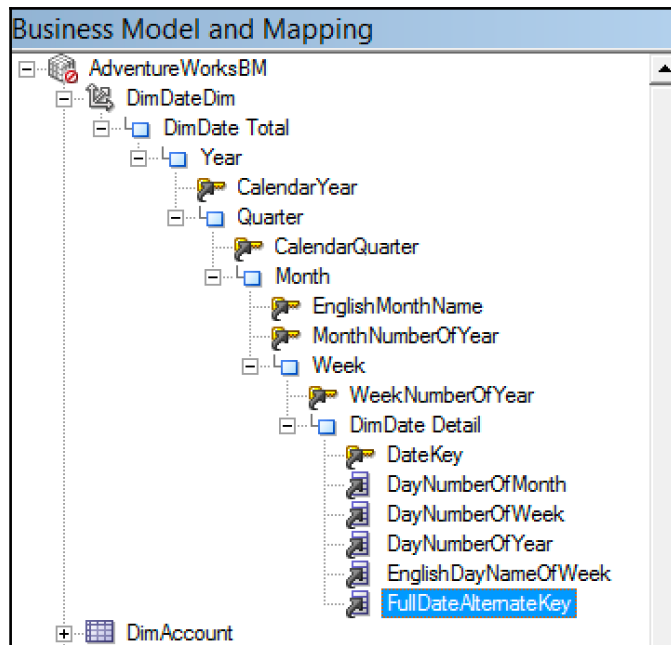 Business Model and Mapping
AdventureWorksBM
DimDateDim
DimDate Total
Year
CalendarYear
Quarter
CalendarQuarter
Month
EnglishMonthName
MonthNumberOfYear
Week
WeekNumberOfYear
DimDate Detail
DateKey
DayNumberOfMonth
DayNumberOfWeek
DayNumberOfYear
EnglishDayNameOfWeek
FullDateAlternateKey
DimAccount